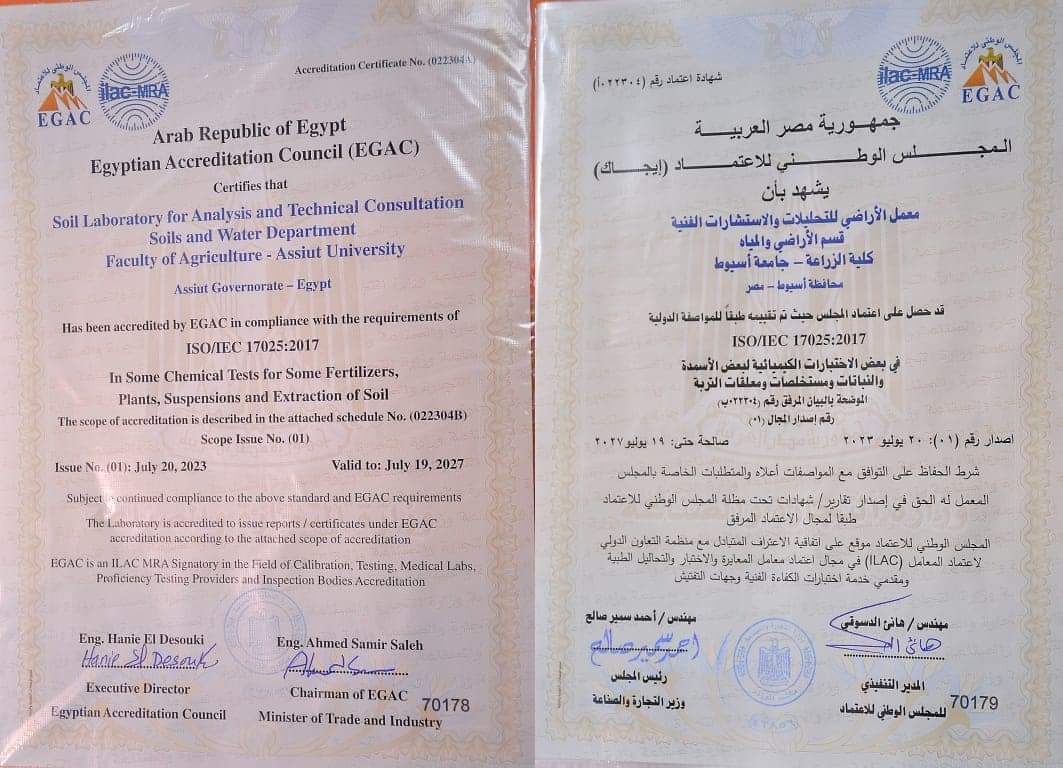 المجلس الوطني للاعتماد
EGAC
ilac-MRA
Accreditation Certificate No. (022304A)
Arab Republic of Egypt
Egyptian Accreditation Council (EGAC)
Certifies that
Soil Laboratory for Analysis and Technical Consultation
Soils and Water Department
Faculty of Agriculture - Assiut University
Assiut Governorate – Egypt
Has been accredited by EGAC in compliance with the requirements of
ISO/IEC 17025:2017
In Some Chemical Tests for Some Fertilizers,
Plants, Suspensions and Extraction of Soil
The scope of accreditation is described in the attached schedule No. (022304B)
Scope Issue No. (01)
Issue No. (01): July 20, 2023 Valid to: July 19, 2027
Subject to continued compliance to the above standard and EGAC requirements
The Laboratory is accredited to issue reports / certificates under EGAC
accreditation according to the attached scope of accreditation
EGAC is an ILAC MRA Signatory in the Field of Calibration, Testing, Medical Labs,
Proficiency Testing Providers and Inspection Bodies Accreditation
Eng. Hanie El Desouki
Hanie El Desouki
Executive Director
Egyptian Accreditation Council
Eng. Ahmed Samir Saleh
Chairman of EGAC
Minister of Trade and Industry
70178
المجلس الوطني للاعتماد
EGAC
ilac-MRA
شهادة اعتماد رقم (٠٢٢٣٠٤أ)
جمهورية مصر العربية
المجلس الوطني للاعتماد (إيجاك)
يشهد بأن
معمل الأراضي للتحليلات والاستشارات الفنية
قسم الأراضي والمياه
كلية الزراعة – جامعة أسيوط
محافظة أسيوط – مصر
قد حصل على اعتماد المجلس حيث تم تقييمه طبقاً للمواصفة الدولية
ISO/IEC 17025:2017
في بعض الاختبارات الكيميائية لبعض الأسمدة
والنباتات ومستخلصات ومعلقات التربة
الموضحة بالبيان المرفق رقم (٠٢٢٣٠٤ب)
رقم إصدار المجال (٠١)
اصدار رقم (٠١): ٢٠ يوليو ٢٠٢٣ صالحة حتى: ١٩ يوليو ٢٠٢٧
شرط الحفاظ على التوافق مع المواصفات أعلاه والمتطلبات الخاصة بالمجلس
المعمل له الحق في إصدار تقارير/ شهادات تحت مظلة المجلس الوطني للاعتماد
طبقا لمجال الاعتماد المرفق
المجلس الوطني للاعتماد موقع على اتفاقية الاعتراف المتبادل مع منظمة التعاون الدولي
لاعتماد المعامل (ILAC) في مجال اعتماد معامل المعايرة والاختبار والتحاليل الطبية
ومقدمي خدمة اختبارات الكفاءة الفنية وجهات التفتيش
مهندس / هانئ الدسوقي
المدير التنفيذي
للمجلس الوطني للاعتماد
مهندس / أحمد سمير صالح
احمد سمير صالح
رئيس المجلس
وزير التجارة والصناعة
70179